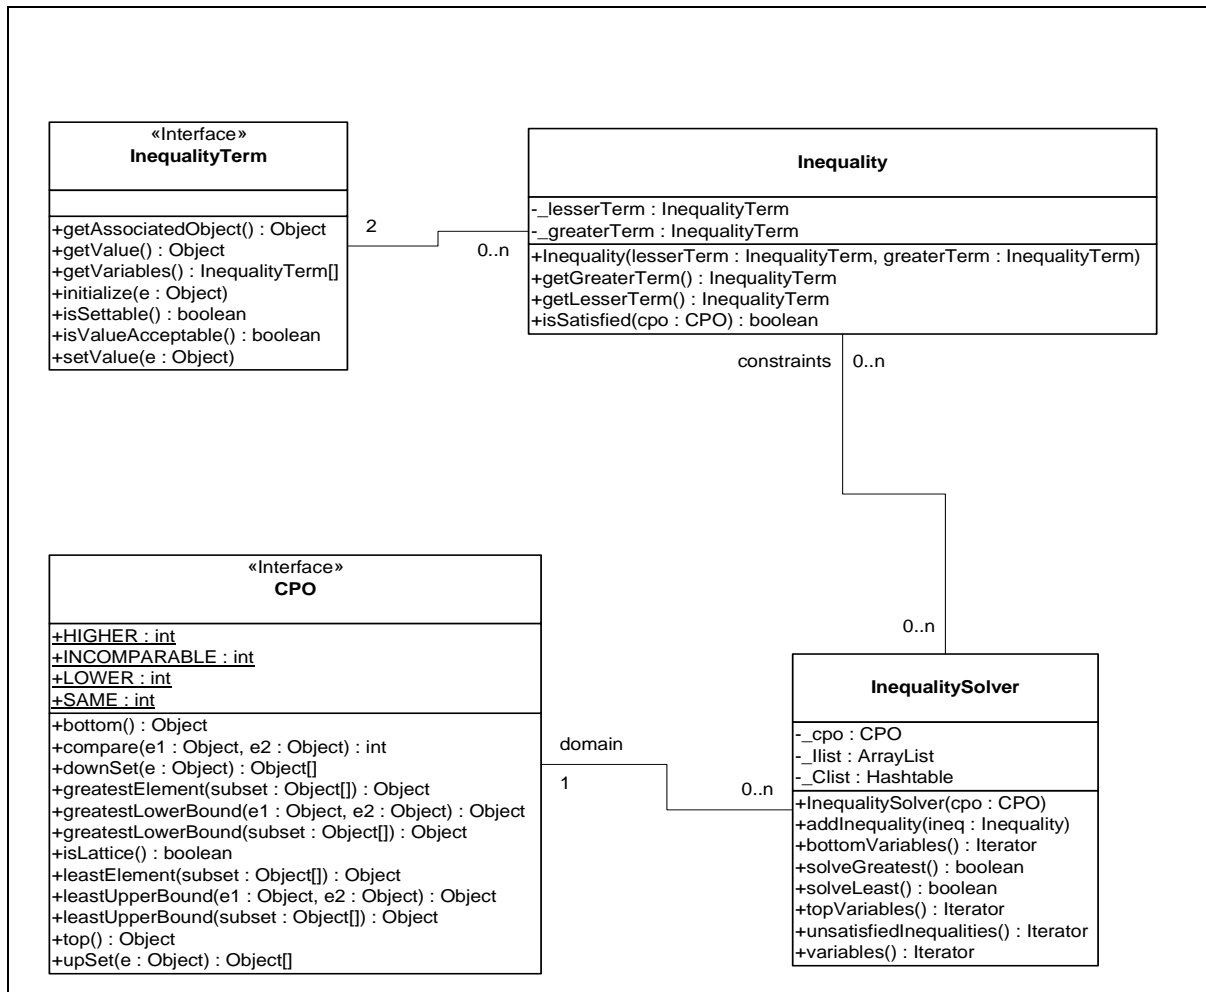 «Interface»
InequalityTerm
+getAssociatedObject() : Object
+getValue() : Object
+getVariables() : InequalityTerm[]
+initialize(e : Object)
+isSettable() : boolean
+isValueAcceptable() : boolean
+setValue(e : Object)
2
0..n
Inequality
-_lesserTerm : InequalityTerm
-_greaterTerm : InequalityTerm
+Inequality(lesserTerm : InequalityTerm, greaterTerm : InequalityTerm)
+getGreaterTerm() : InequalityTerm
+getLesserTerm() : InequalityTerm
+isSatisfied(cpo : CPO) : boolean
constraints
0..n
0..n
«Interface»
CPO
+HIGHER : int
+INCOMPARABLE : int
+LOWER : int
+SAME : int
+bottom() : Object
+compare(e1 : Object, e2 : Object) : int
+downSet(e : Object) : Object[]
+greatestElement(subset : Object[]) : Object
+greatestLowerBound(e1 : Object, e2 : Object) : Object
+greatestLowerBound(subset : Object[]) : Object
+isLattice() : boolean
+leastElement(subset : Object[]) : Object
+leastUpperBound(e1 : Object, e2 : Object) : Object
+leastUpperBound(subset : Object[]) : Object
+top() : Object
+upSet(e : Object) : Object[]
domain
1
0..n
InequalitySolver
-_cpo : CPO
-_Ilist : ArrayList
-_Clist : Hashtable
+InequalitySolver(cpo : CPO)
+addInequality(ineq : Inequality)
+bottomVariables() : Iterator
+solveGreatest() : boolean
+solveLeast() : boolean
+topVariables() : Iterator
+unsatisfiedInequalities() : Iterator
+variables() : Iterator